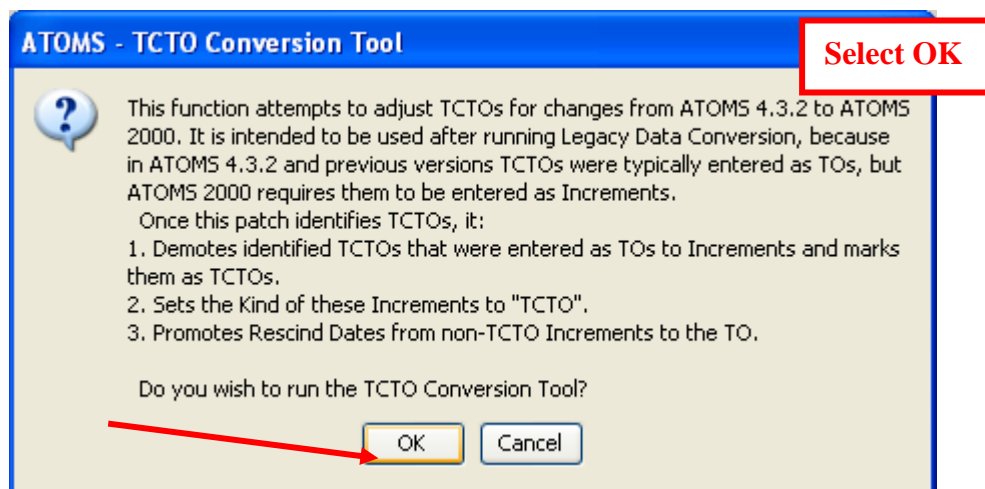 ATOMS - TCTO Conversion Tool
Select OK
This function attempts to adjust TCTOs for changes from ATOMS 4.3.2 to ATOMS
2000. It is intended to be used after running Legacy Data Conversion, because
in ATOMS 4.3.2 and previous versions TCTOs were typically entered as TOs, but
ATOMS 2000 requires them to be entered as Increments.
Once this patch identifies TCTOs, it:
1. Demotes identified TCTOs that were entered as TOs to Increments and marks
them as TCTOs.
2. Sets the Kind of these Increments to "TCTO".
3. Promotes Rescind Dates from non-TCTO Increments to the TO.
Do you wish to run the TCTO Conversion Tool?
OK Cancel